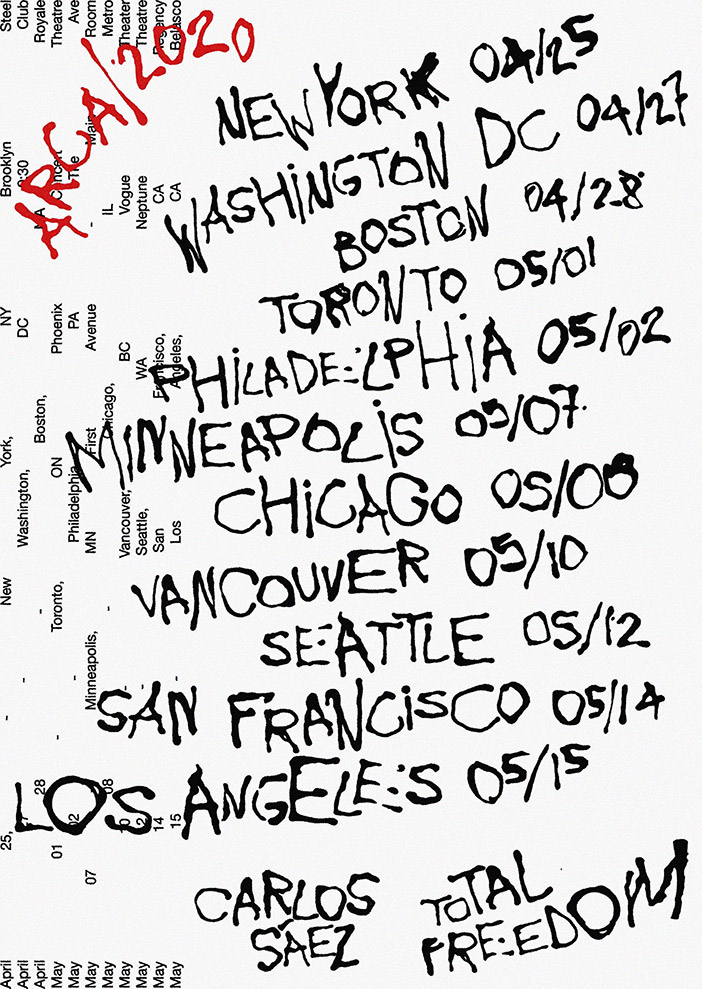 ARCA/2020
NEW YORK 04/25
WASHINGTON DC 04/27
BOSTON 04/28
TORONTO 05/01
PHILADELPHIA 05/02
MINNEAPOLIS 05/07
CHICAGO 05/08
VANCOUVER 05/10
SEATTLE 05/12
SAN FRANCISCO 05/14
LOS ANGELES 05/15
CARLOS SÁEZ
TOTAL FREEDOM
April 25, - New York, NY Brooklyn Steel
April 27 - Washington, DC 9:30 Club
April 28 - Boston, MA Royale
May 01 - Toronto, ON Phoenix Concert Theatre
May 02 - Philadelphia, PA The Ave
May 07 - Minneapolis, MN First Avenue - Main Room
May 08 - Chicago, IL Metro
May 10 - Vancouver, BC Vogue Theater
May 12 - Seattle, WA Neptune Theatre
May 14 - San Francisco, CA Regency
May 15 - Los Angeles, CA Belasco